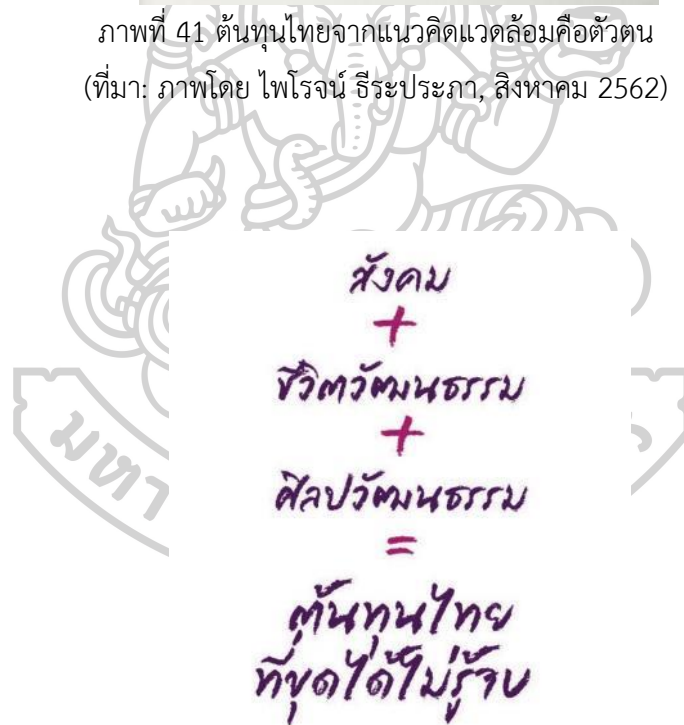 ภาพที่ 41 ต้นทุนไทยจากแนวคิดแวดล้อมคือตัวตน
(ที่มา: ภาพโดย ไพโรจน์ ธีระประภา, สิงหาคม 2562)
สังคม
+
ชีวิตวัฒนธรรม
+
ศิลปวัฒนธรรม
=
ต้นทุนไทย
ที่ขุดได้ไม่รู้จบ
มหา